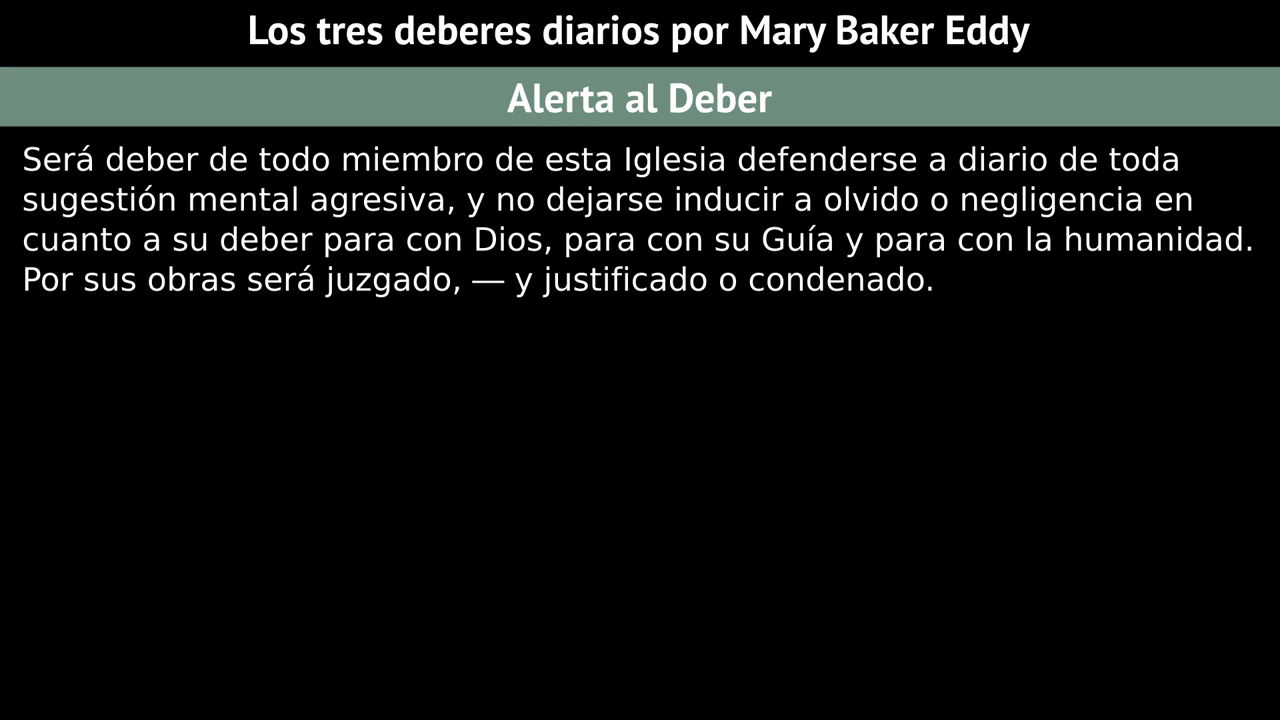 Los tres deberes diarios por Mary Baker Eddy
Alerta al Deber
Será deber de todo miembro de esta Iglesia defenderse a diario de toda
sugestión mental agresiva, y no dejarse inducir a olvido o negligencia en
cuanto a su deber para con Dios, para con su Guía y para con la humanidad.
Por sus obras será juzgado, — y justificado o condenado.